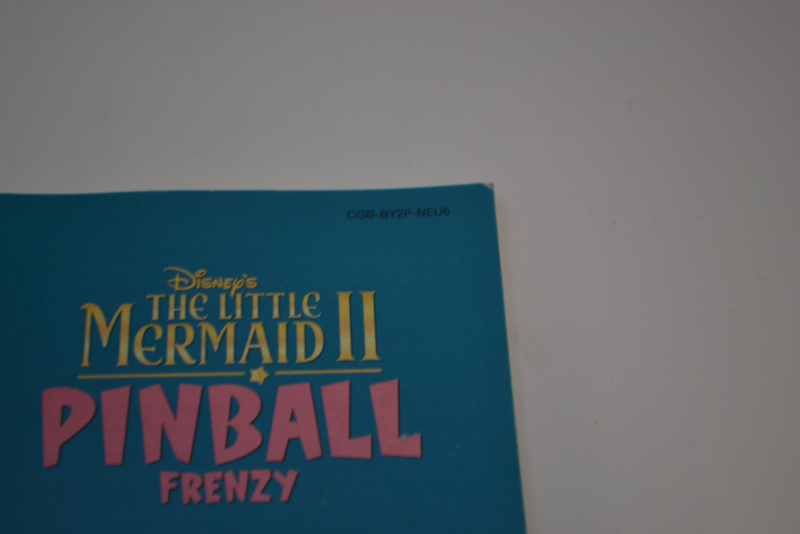 CGB-BY2P-NEU6
Disney's
THE LITTLE
MERMAID II
PINBALL
FRENZY